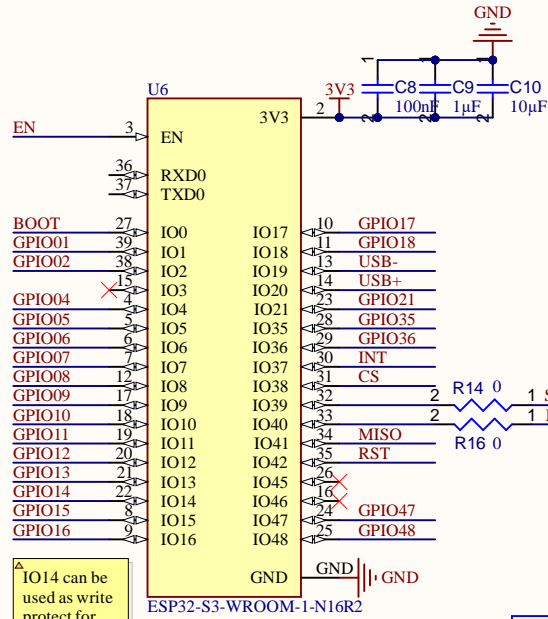 GND
U6
3V3
C8
C9
C10
100nF
1µF
10µF
1
1
1
2
2
2
3V3 2
EN 3 EN
36 RXD0
37 TXD0
BOOT 27 IO0 IO17 10 GPIO17
GPIO01 39 IO1 IO18 11 GPIO18
GPIO02 38 IO2 IO19 13 USB-
15 IO3 IO20 14 USB+
GPIO04 4 IO4 IO21 23 GPIO21
GPIO05 5 IO5 IO35 28 GPIO35
GPIO06 6 IO6 IO36 29 GPIO36
GPIO07 7 IO7 IO37 30 INT
GPIO08 12 IO8 IO38 31 CS
GPIO09 17 IO9 IO39 32 2 R14 0 1
GPIO10 18 IO10 IO40 33 2 R16 0 1
GPIO11 19 IO11 IO41 34 MISO
GPIO12 20 IO12 IO42 35 RST
GPIO13 21 IO13 IO45 26
GPIO14 22 IO14 IO46 16
GPIO15 8 IO15 IO47 24 GPIO47
GPIO16 9 IO16 IO48 25 GPIO48
GND GND GND
ESP32-S3-WROOM-1-N16R2
IO14 can be
used as write
protect for